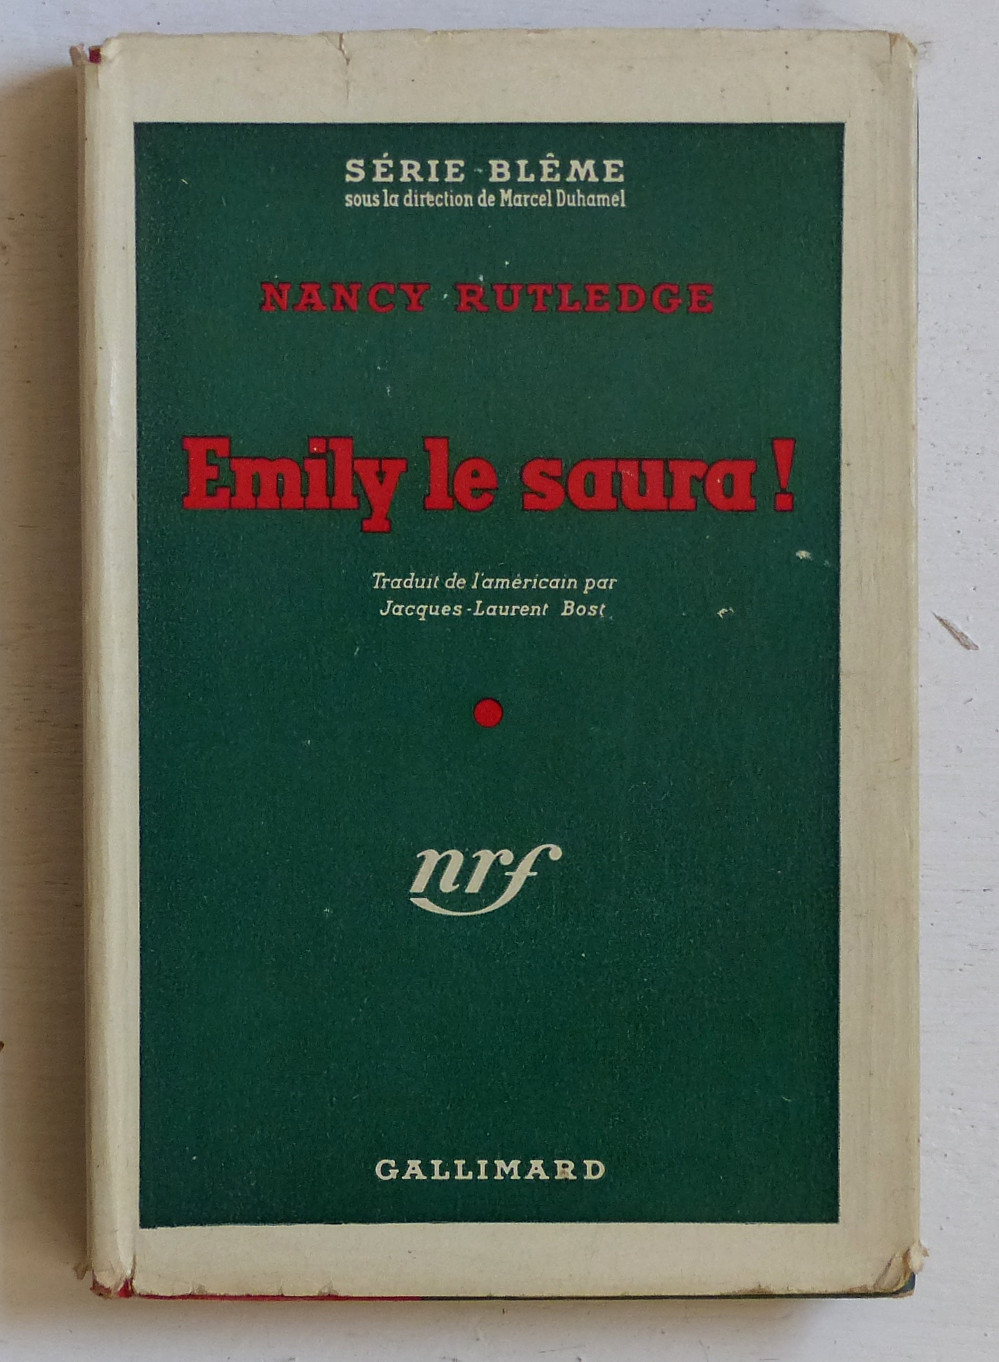 SÉRIE BLÊME
sous la direction de Marcel Duhamel
NANCY RUTLEDGE
Emily le saura !
Traduit de l'américain par
Jacques-Laurent Bost
nrf
GALLIMARD